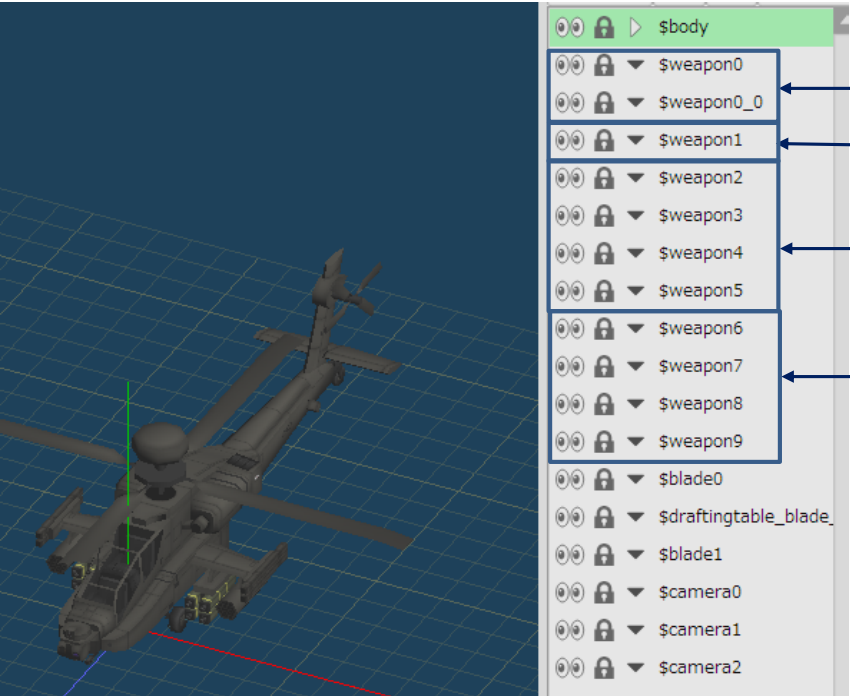 $body
$weapon0
$weapon0_0
$weapon1
$weapon2
$weapon3
$weapon4
$weapon5
$weapon6
$weapon7
$weapon8
$weapon9
$blade0
$draftingtable_blade_
$blade1
$camera0
$camera1
$camera2